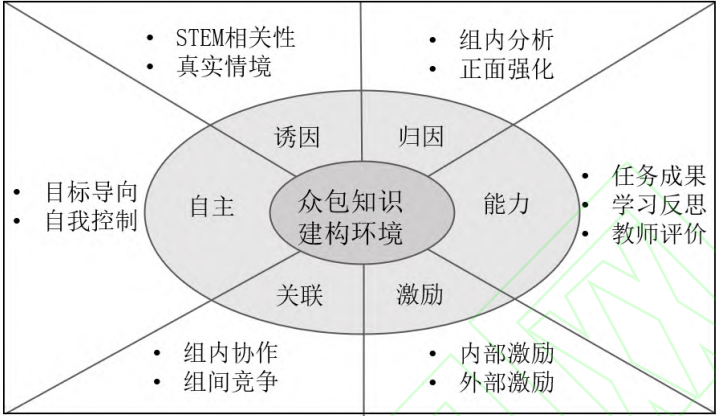 • STEM相关性
• 真实情境
• 组内分析
• 正面强化
诱因
归因
• 目标导向
• 自我控制
自主
众包知识
建构环境
能力
• 任务成果
• 学习反思
• 教师评价
关联
激励
• 组内协作
• 组间竞争
• 内部激励
• 外部激励